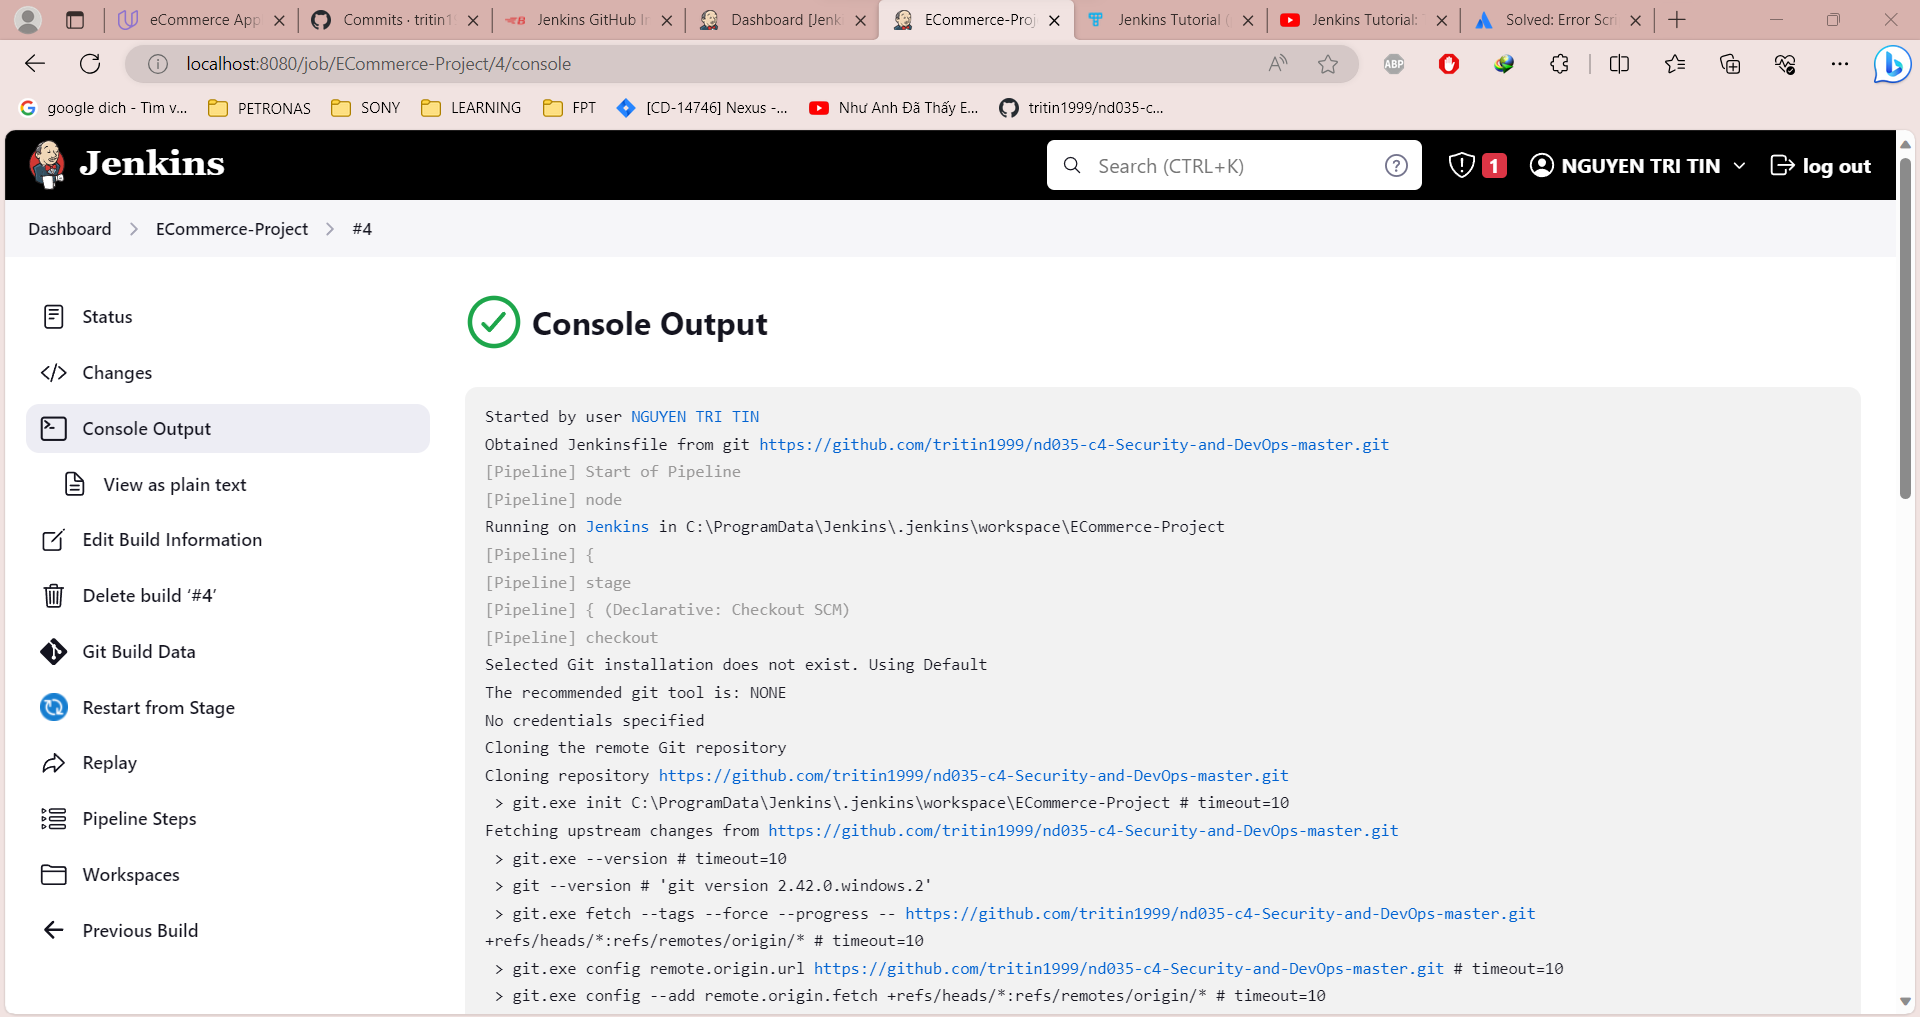 eCommerce App
Commits · tritin1
Jenkins GitHub In
Dashboard [Jenk
ECommerce-Proj
Jenkins Tutorial (
Jenkins Tutorial:
Solved: Error Scri
localhost:8080/job/ECommerce-Project/4/console
ABP
google dich - Tìm v...
PETRONAS
SONY
LEARNING
FPT
[CD-14746] Nexus -...
Như Anh Đã Thấy E...
tritin1999/nd035-c...
Jenkins
Search (CTRL+K)
1
NGUYEN TRI TIN
log out
Dashboard
ECommerce-Project
#4
Status
Changes
Console Output
View as plain text
Edit Build Information
Delete build ‘#4’
Git Build Data
Restart from Stage
Replay
Pipeline Steps
Workspaces
Previous Build
Console Output
Started by user NGUYEN TRI TIN
Obtained Jenkinsfile from git https://github.com/tritin1999/nd035-c4-Security-and-DevOps-master.git
[Pipeline] Start of Pipeline
[Pipeline] node
Running on Jenkins in C:\ProgramData\Jenkins\.jenkins\workspace\ECommerce-Project
[Pipeline] {
[Pipeline] stage
[Pipeline] { (Declarative: Checkout SCM)
[Pipeline] checkout
Selected Git installation does not exist. Using Default
The recommended git tool is: NONE
No credentials specified
Cloning the remote Git repository
Cloning repository https://github.com/tritin1999/nd035-c4-Security-and-DevOps-master.git
> git.exe init C:\ProgramData\Jenkins\.jenkins\workspace\ECommerce-Project # timeout=10
Fetching upstream changes from https://github.com/tritin1999/nd035-c4-Security-and-DevOps-master.git
> git.exe --version # timeout=10
> git --version # 'git version 2.42.0.windows.2'
> git.exe fetch --tags --force --progress -- https://github.com/tritin1999/nd035-c4-Security-and-DevOps-master.git
+refs/heads/*:refs/remotes/origin/* # timeout=10
> git.exe config remote.origin.url https://github.com/tritin1999/nd035-c4-Security-and-DevOps-master.git # timeout=10
> git.exe config --add remote.origin.fetch +refs/heads/*:refs/remotes/origin/* # timeout=10